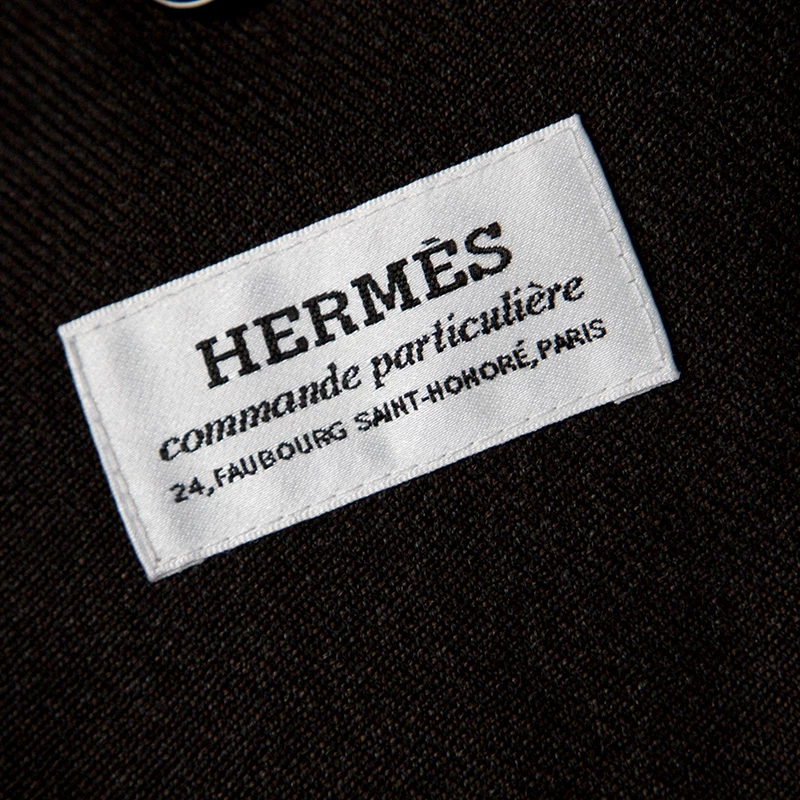 HERMÈS
commande particulière
24, FAUBOURG SAINT-HONORÉ, PARIS